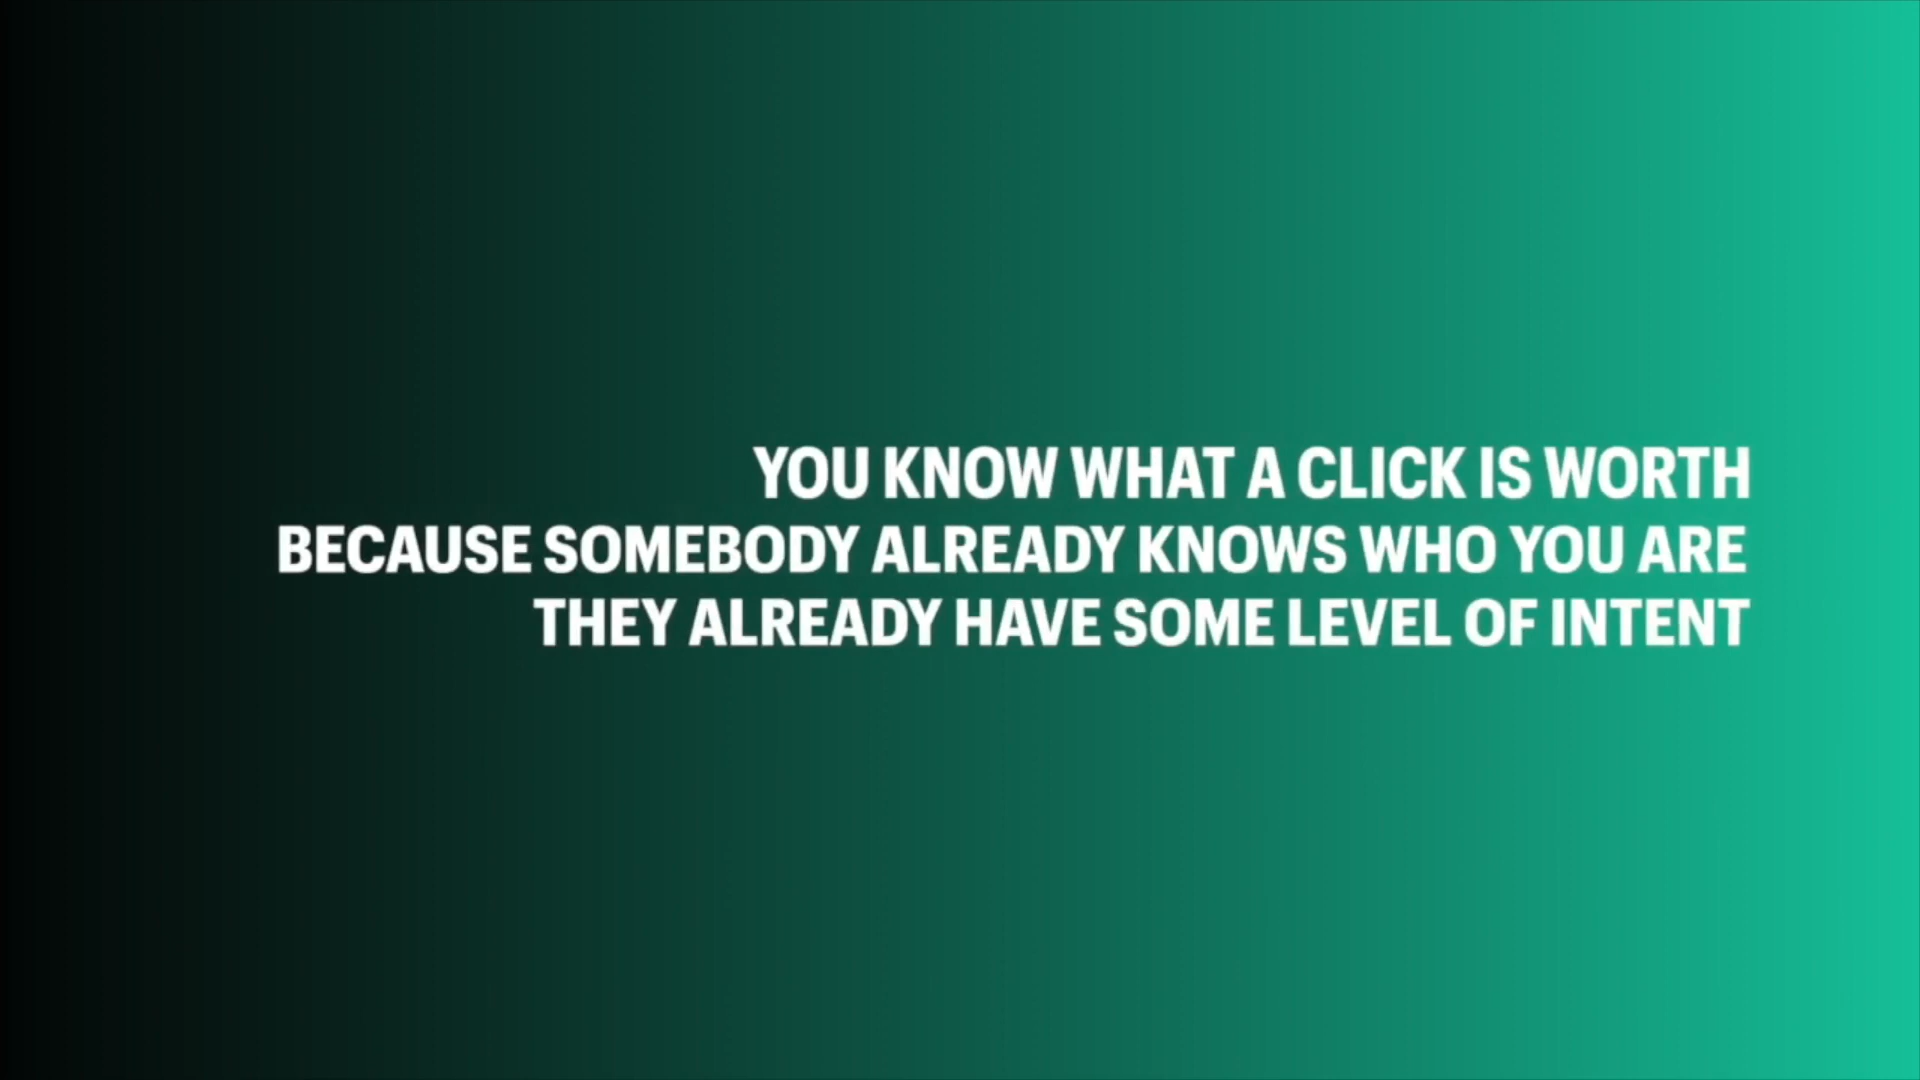 YOU KNOW WHAT A CLICK IS WORTH
BECAUSE SOMEBODY ALREADY KNOWS WHO YOU ARE
THEY ALREADY HAVE SOME LEVEL OF INTENT